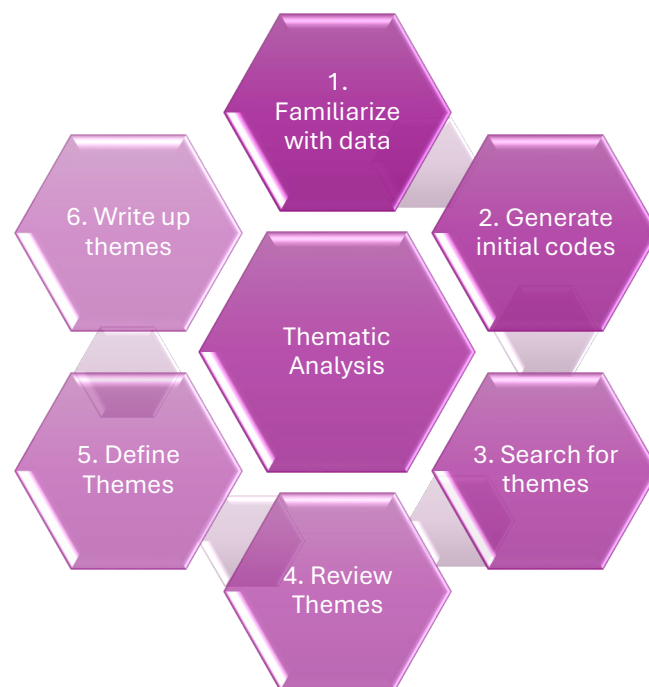 1.
Familiarize
with data
2. Generate
initial codes
3. Search for
themes
4. Review
Themes
5. Define
Themes
6. Write up
themes
Thematic
Analysis